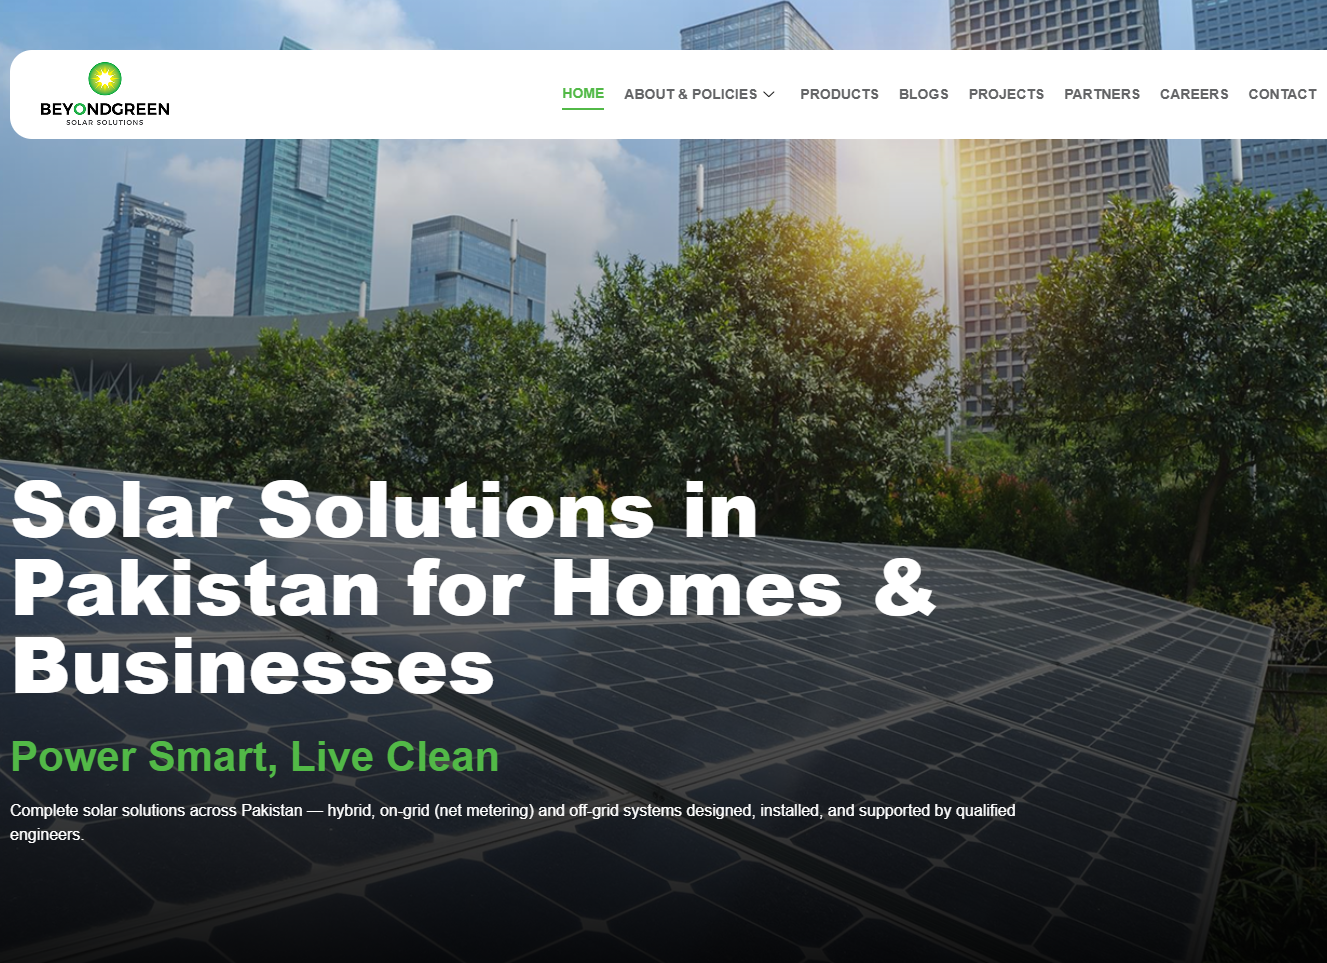 BEYONDGREEN
SOLAR SOLUTIONS
HOME ABOUT & POLICIES PRODUCTS BLOGS PROJECTS PARTNERS CAREERS CONTACT
Solar Solutions in
Pakistan for Homes &
Businesses
Power Smart, Live Clean
Complete solar solutions across Pakistan — hybrid, on-grid (net metering) and off-grid systems designed, installed, and supported by qualified
engineers.